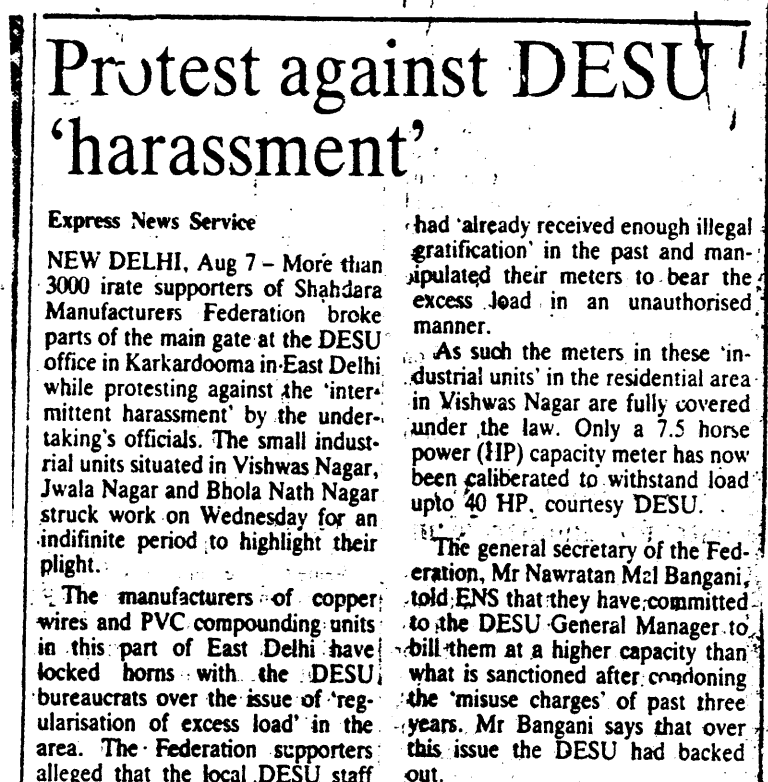 Protest against DESU
‘harassment’
Express News Service
NEW DELHI, Aug 7 – More than
3000 irate supporters of Shahdara
Manufacturers Federation broke
parts of the main gate at the DESU
office in Karkardooma in East Delhi
while protesting against the ‘inter-
mittent harassment’ by the under-
taking's officials. The small indust-
rial units situated in Vishwas Nagar,
Jwala Nagar and Bhola Nath Nagar
struck work on Wednesday for an
indifinite period to highlight their
plight.
The manufacturers of copper
wires and PVC compounding units
in this part of East Delhi have
locked horns with the DESU
bureaucrats over the issue of ‘reg-
ularisation of excess load’ in the
area. The Federation supporters
alleged that the local DESU staff
had ‘already received enough illegal
gratification’ in the past and man-
ipulated their meters to bear the
excess load in an unauthorised
manner.
As such the meters in these ‘in-
dustrial units’ in the residential area
in Vishwas Nagar are fully covered
under the law. Only a 7.5 horse
power (HP) capacity meter has now
been caliberated to withstand load
upto 40 HP, courtesy DESU.
The general secretary of the Fed-
eration, Mr Nawratan Mal Bangani,
told ENS that they have committed
to the DESU General Manager to
bill them at a higher capacity than
what is sanctioned after condoning
the ‘misuse charges’ of past three
years. Mr Bangani says that over
this issue the DESU had backed
out.